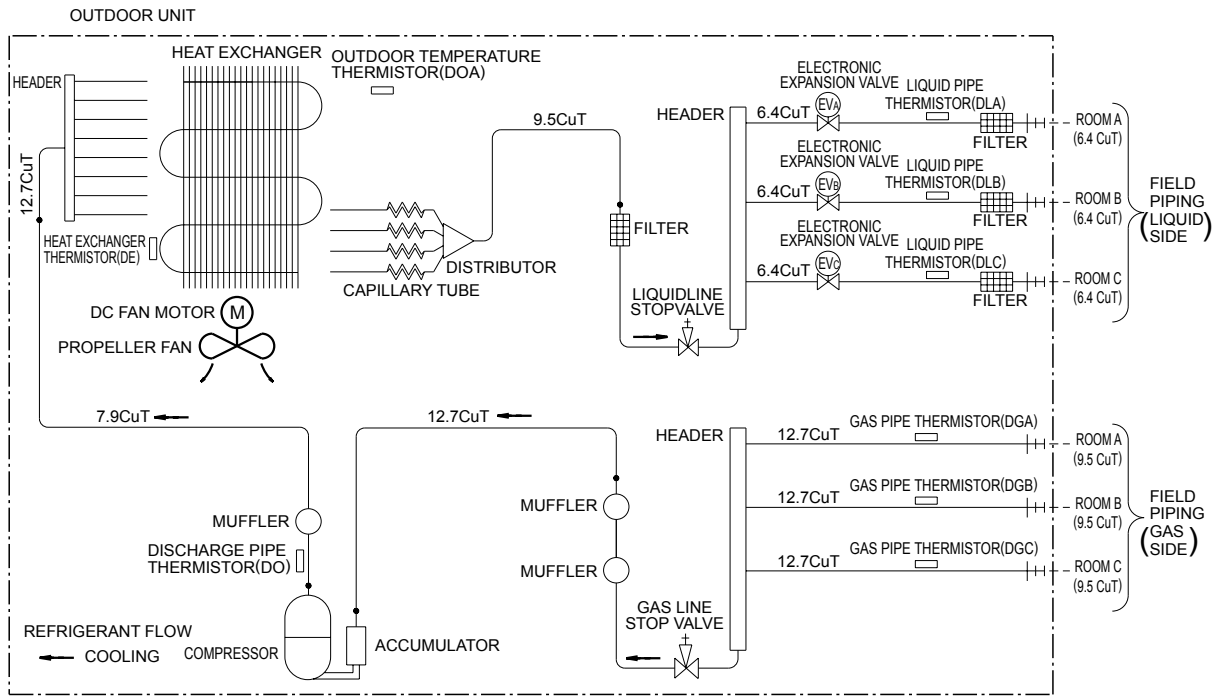 OUTDOOR UNIT
HEAT EXCHANGER
OUTDOOR TEMPERATURE
THERMISTOR(DOA)
HEADER
12.7CuT
HEAT EXCHANGER
THERMISTOR(DE)
DC FAN MOTOR
M
PROPELLER FAN
CAPILLARY TUBE
DISTRIBUTOR
9.5CuT
FILTER
LIQUIDLINE
STOPVALVE
HEADER
ELECTRONIC
EXPANSION VALVE
6.4CuT
EVA
LIQUID PIPE
THERMISTOR(DLA)
FILTER
ROOM A
(6.4 CuT)
ELECTRONIC
EXPANSION VALVE
6.4CuT
EVB
LIQUID PIPE
THERMISTOR(DLB)
FILTER
ROOM B
(6.4 CuT)
ELECTRONIC
EXPANSION VALVE
6.4CuT
EVC
LIQUID PIPE
THERMISTOR(DLC)
FILTER
ROOM C
(6.4 CuT)
FIELD
PIPING
(LIQUID
SIDE)
7.9CuT
12.7CuT
HEADER
12.7CuT
GAS PIPE THERMISTOR(DGA)
ROOM A
(9.5 CuT)
12.7CuT
GAS PIPE THERMISTOR(DGB)
ROOM B
(9.5 CuT)
12.7CuT
GAS PIPE THERMISTOR(DGC)
ROOM C
(9.5 CuT)
FIELD
PIPING
(GAS
SIDE)
MUFFLER
DISCHARGE PIPE
THERMISTOR(DO)
MUFFLER
MUFFLER
GAS LINE
STOP VALVE
REFRIGERANT FLOW
COOLING
COMPRESSOR
ACCUMULATOR